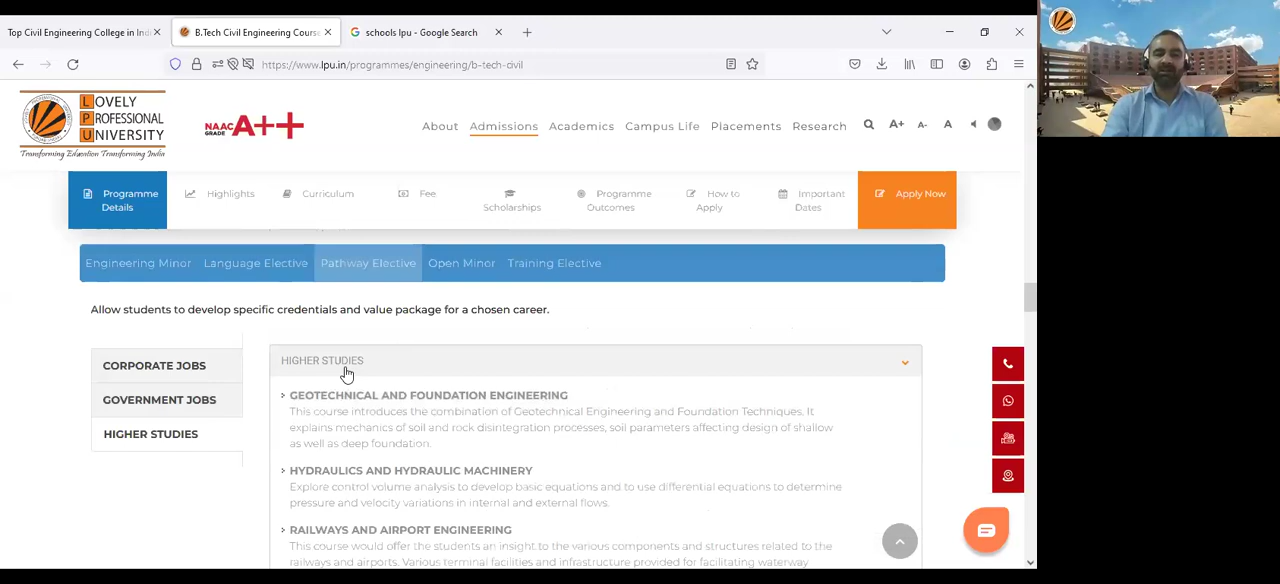 Top Civil Engineering College in Indi
B.Tech Civil Engineering Course
schools lpu - Google Search
https://www.lpu.in/programmes/engineering/b-tech-civil
LOVELY
PROFESSIONAL
UNIVERSITY
Transforming Education Transforming India
NAAC
GRADE A++
About
Admissions
Academics
Campus Life
Placements
Research
A+
A-
A
Programme
Details
Highlights
Curriculum
Fee
Scholarships
Programme
Outcomes
How to
Apply
Important
Dates
Apply Now
Engineering Minor
Language Elective
Pathway Elective
Open Minor
Training Elective
Allow students to develop specific credentials and value package for a chosen career.
CORPORATE JOBS
GOVERNMENT JOBS
HIGHER STUDIES
HIGHER STUDIES
GEOTECHNICAL AND FOUNDATION ENGINEERING
This course introduces the combination of Geotechnical Engineering and Foundation Techniques. It
explains mechanics of soil and rock disintegration processes, soil parameters affecting design of shallow
as well as deep foundation.
HYDRAULICS AND HYDRAULIC MACHINERY
Explore control volume analysis to develop basic equations and to use differential equations to determine
pressure and velocity variations in internal and external flows.
RAILWAYS AND AIRPORT ENGINEERING
This course would offer the students an insight to the various components and structures related to the
railways and airports. Various terminal facilities and infrastructure provided for facilitating waterway